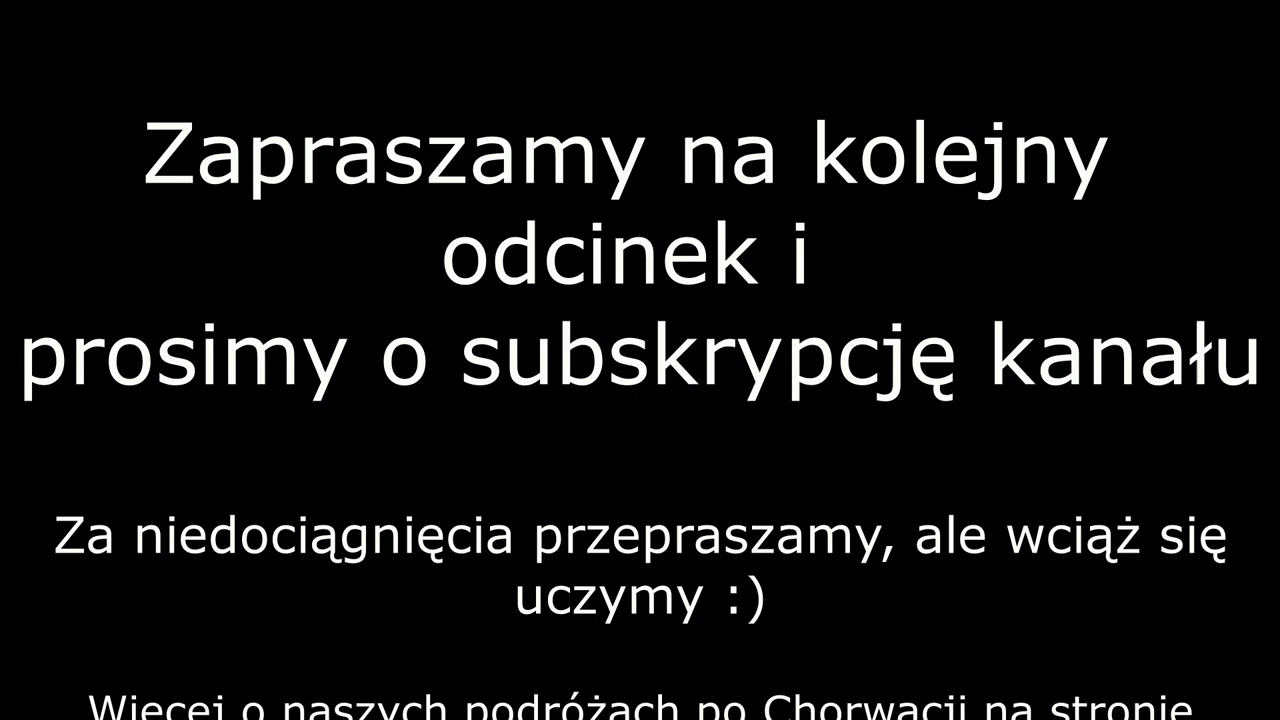 Zapraszamy na kolejny
odcinek i
prosimy o subskrypcję kanału
Za niedociągnięcia przepraszamy, ale wciąż się
uczymy :)
Więcej o naszych podróżach po Chorwacji na stronie